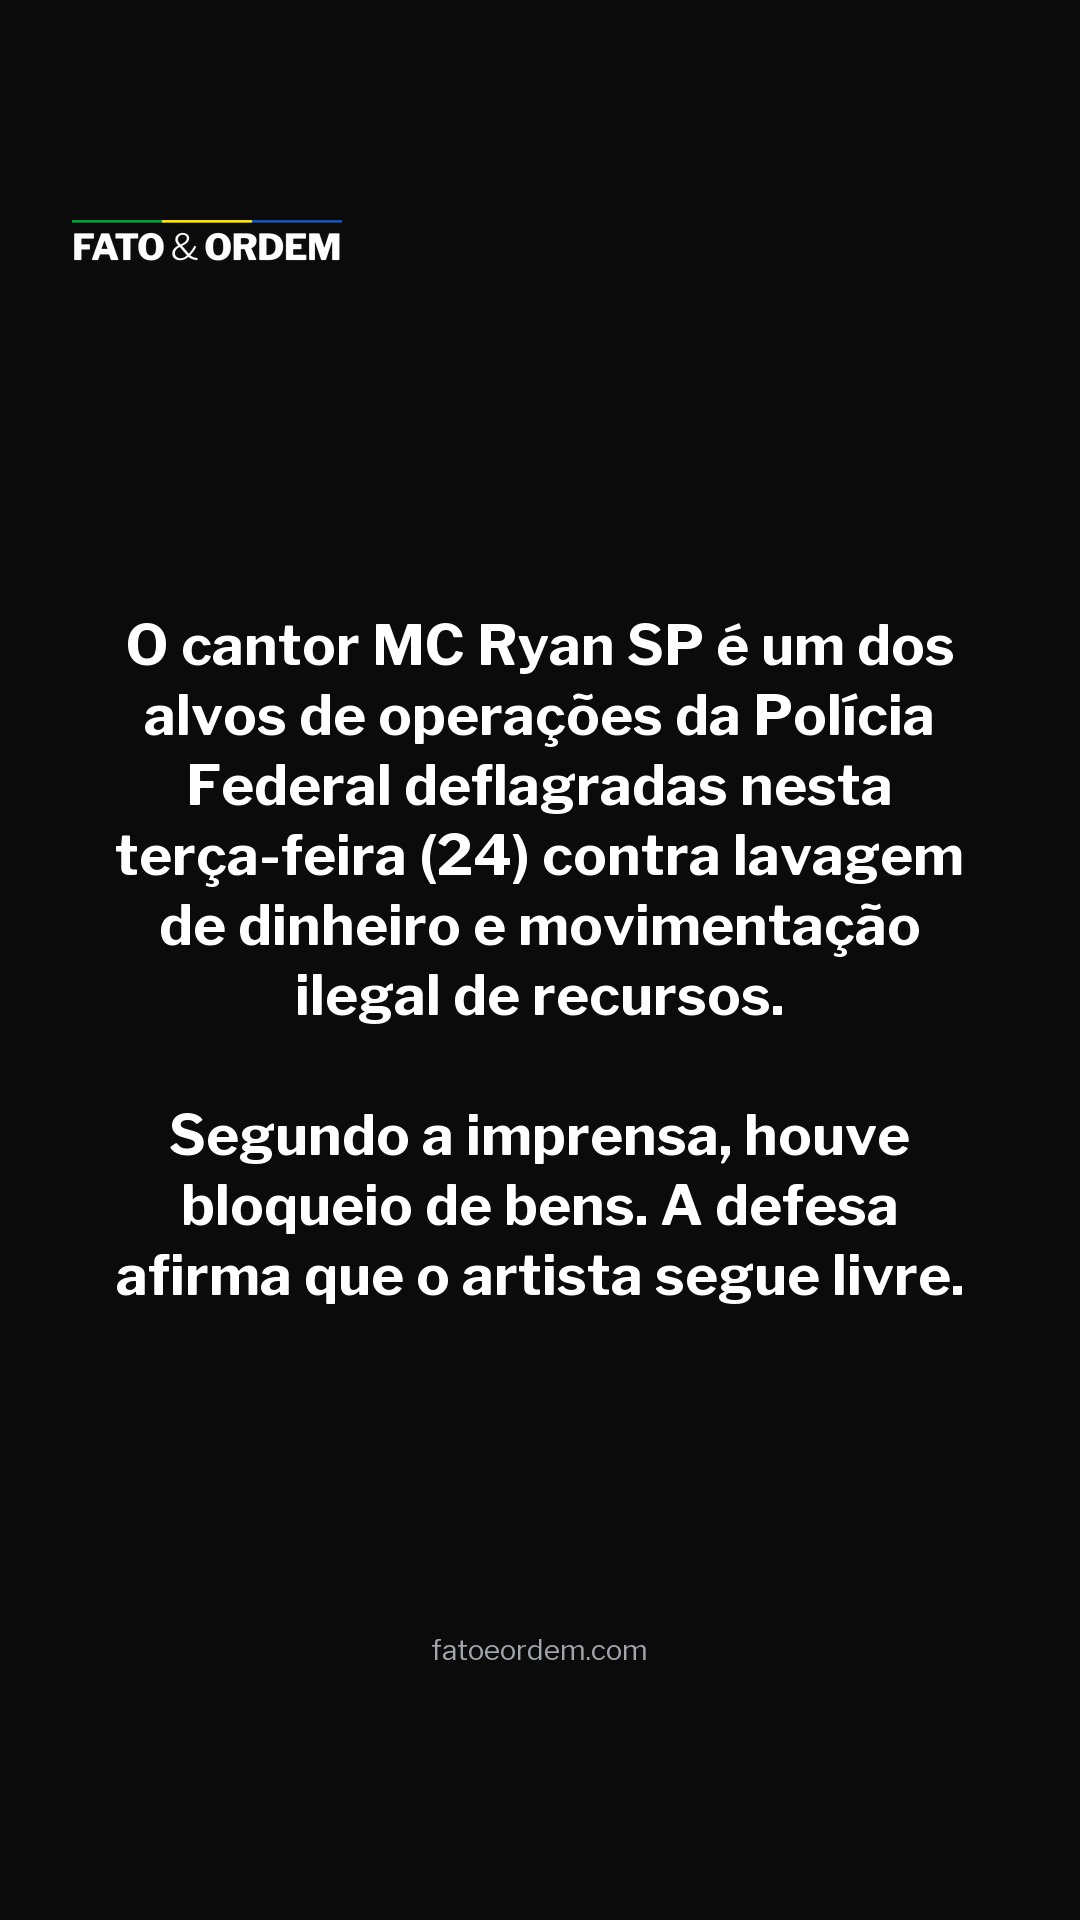 FATO & ORDEM
O cantor MC Ryan SP é um dos
alvos de operações da Polícia
Federal deflagradas nesta
terça-feira (24) contra lavagem
de dinheiro e movimentação
ilegal de recursos.
Segundo a imprensa, houve
bloqueio de bens. A defesa
afirma que o artista segue livre.
fatoeordem.com